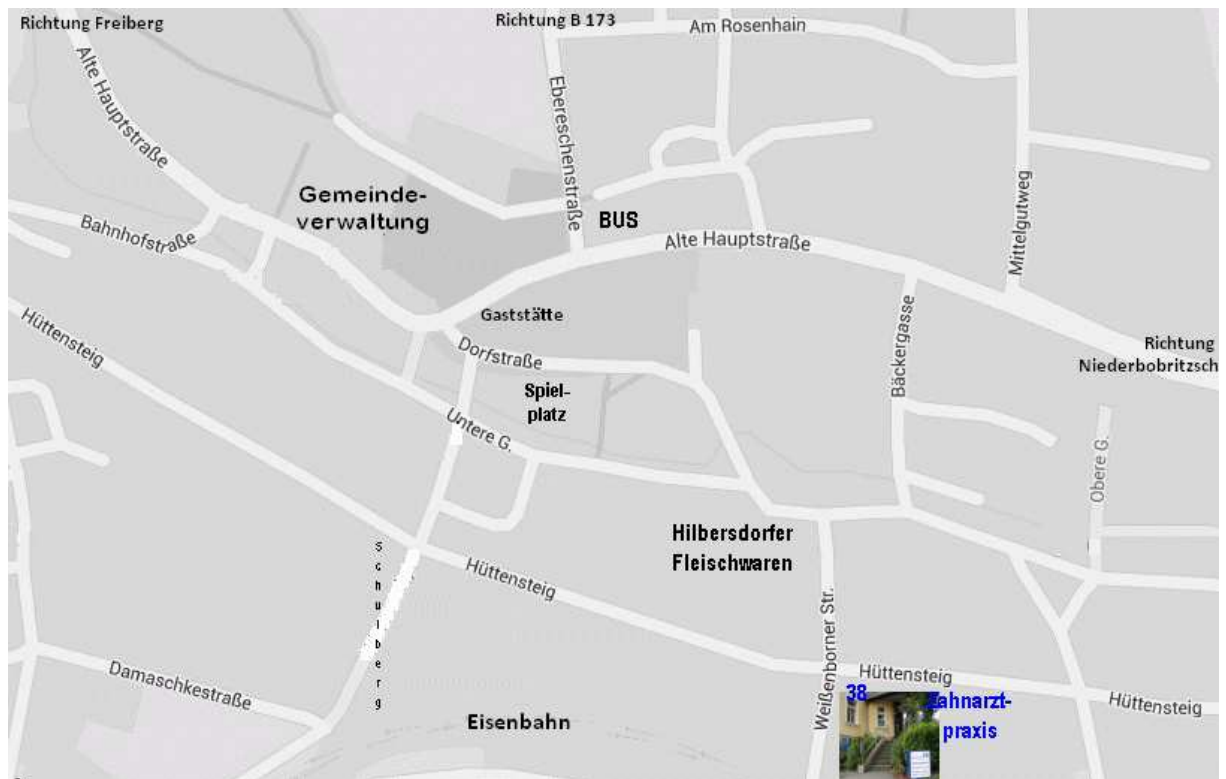 Richtung Freiberg
Richtung B 173
Am Rosenhain
Alte Hauptstraße
Ebereschenstraße
Gemeinde-
verwaltung
BUS
Alte Hauptstraße
Mittelgutweg
Bahnhofstraße
Hüttensteig
Gaststätte
Dorfstraße
Bäckergasse
Richtung
Niederbobritzsch
Spiel-
platz
Untere G.
Obere G.
Hilbersdorfer
Fleischwaren
Schulberg
Hüttensteig
Weißenborner Str.
Damaschkestraße
Hüttensteig
Hüttensteig
38
Zahnarzt-
praxis
Eisenbahn